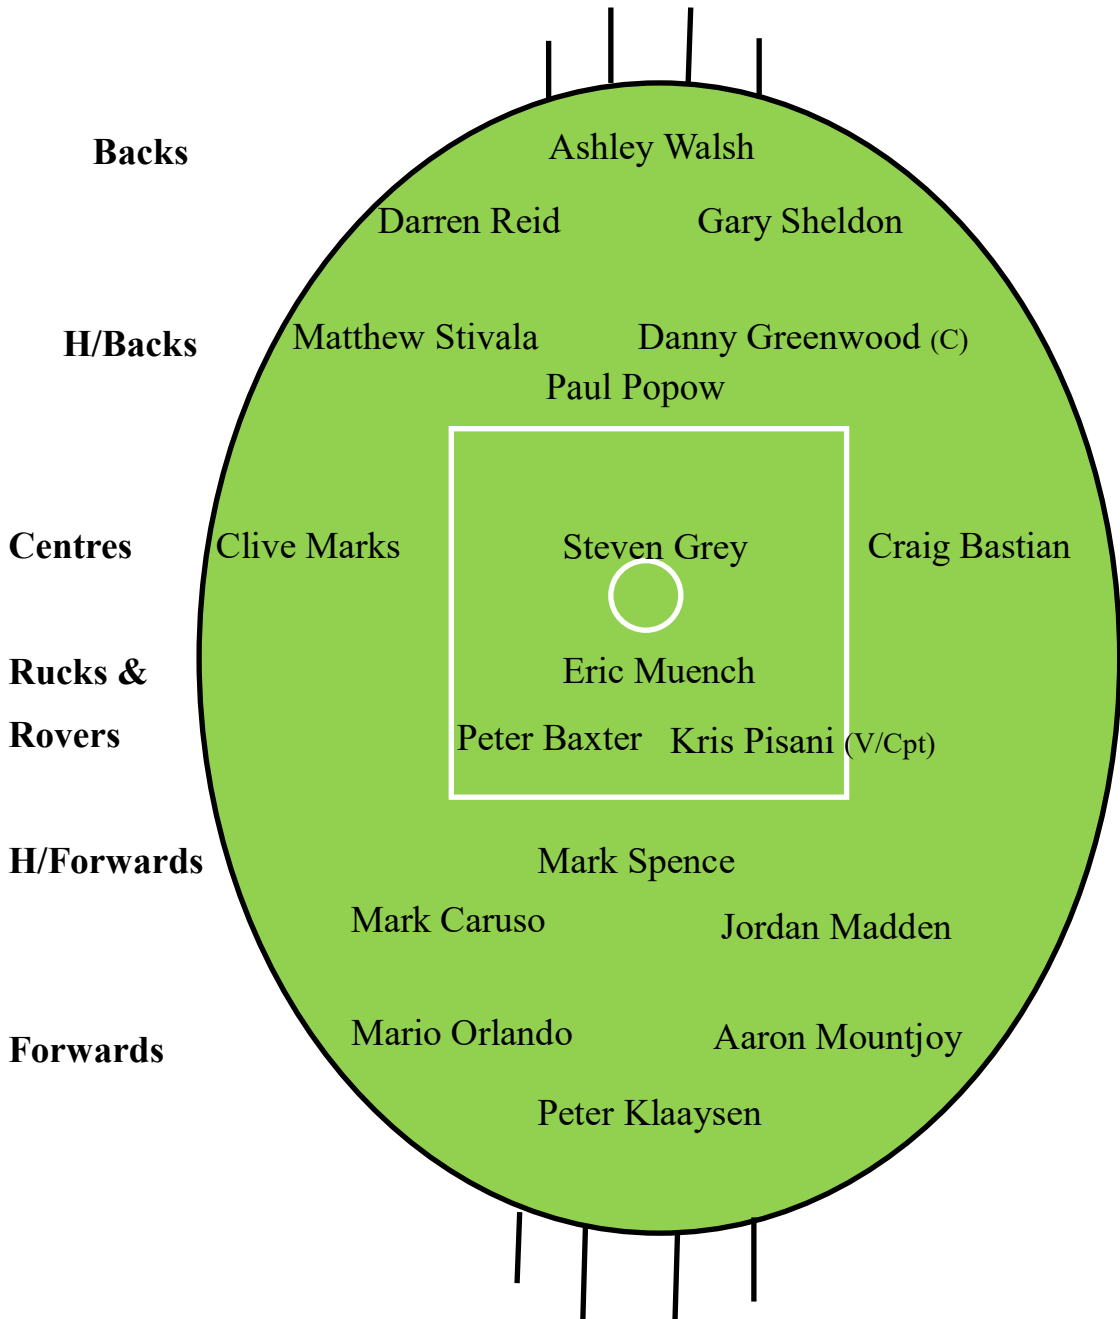 Backs Ashley Walsh
Darren Reid Gary Sheldon
H/Backs Matthew Stivala Danny Greenwood (C)
Paul Popow
Centres Clive Marks Steven Grey Craig Bastian
Rucks & Eric Muench
Rovers Peter Baxter Kris Pisani (V/Cpt)
H/Forwards Mark Spence
Mark Caruso Jordan Madden
Forwards Mario Orlando Aaron Mountjoy
Peter Klaaysen